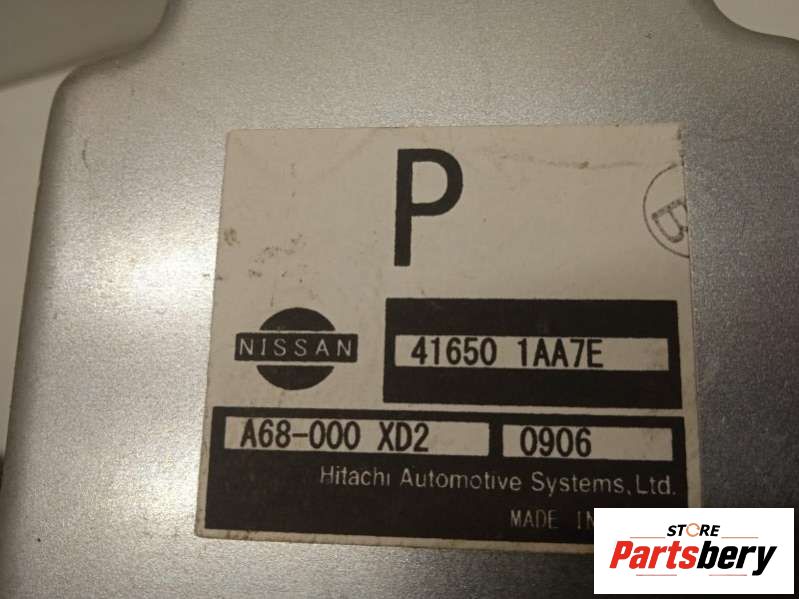 P
B
NISSAN
41650 1AA7E
A68-000 XD2
0906
Hitachi Automotive Systems,Ltd.
MADE IN
STORE
Partsbery